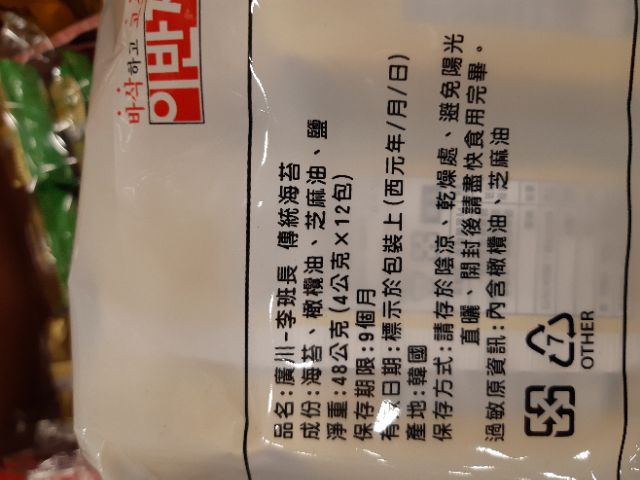 바삭하고 고소
이반장
品名:廣川-李班長 傳統海苔
成份:海苔、橄欖油、芝麻油、鹽
淨重:48公克(4公克×12包)
保存期限:9個月
有效日期:標示於包裝上(西元年/月/日)
產地:韓國
保存方式:請存於陰涼、乾燥處、避免陽光
直曬、開封後請盡快食用完畢。
過敏原資訊:內含橄欖油、芝麻油
7
OTHER